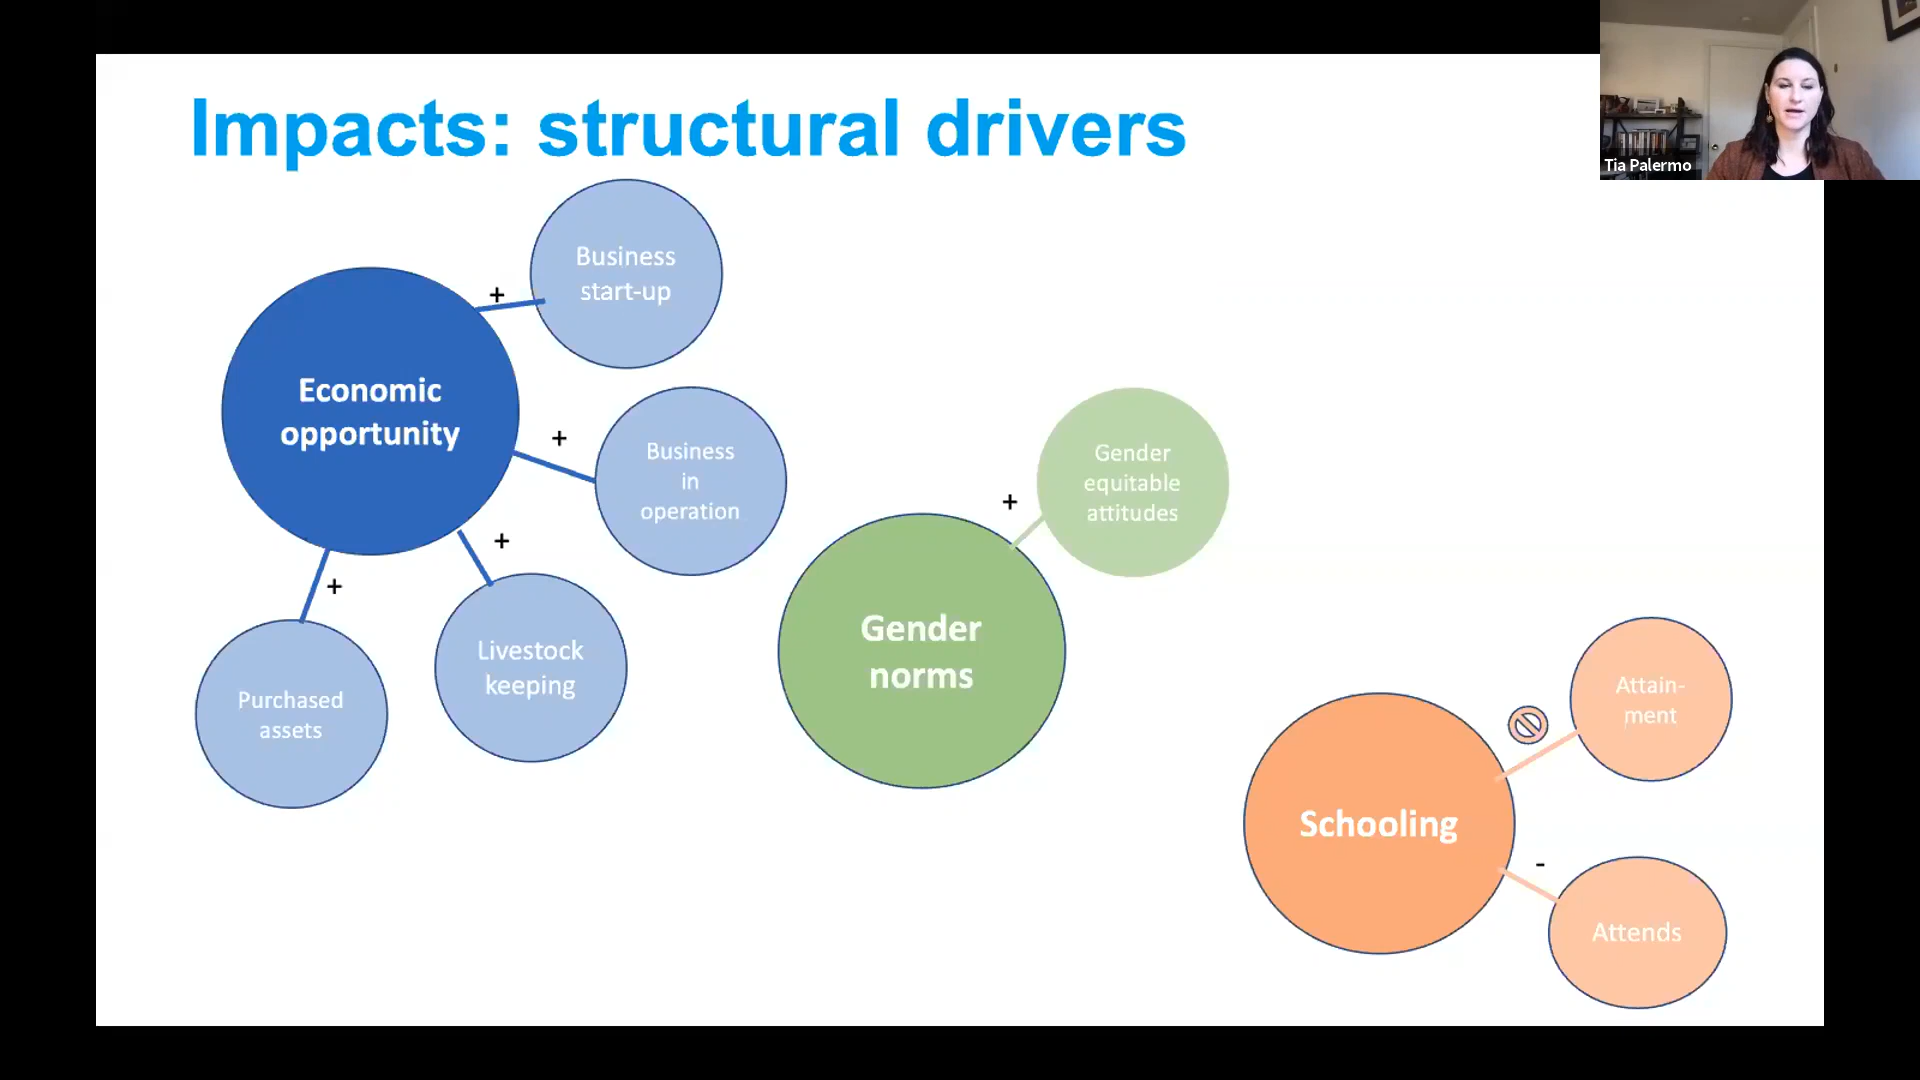 Impacts: structural drivers
Tia Palermo
Business
start-up
+
Economic
opportunity
+
Business
in
operation
+
Livestock
keeping
+
Purchased
assets
Gender
norms
+
Gender
equitable
attitudes
Schooling
Attain-
ment
-
Attends